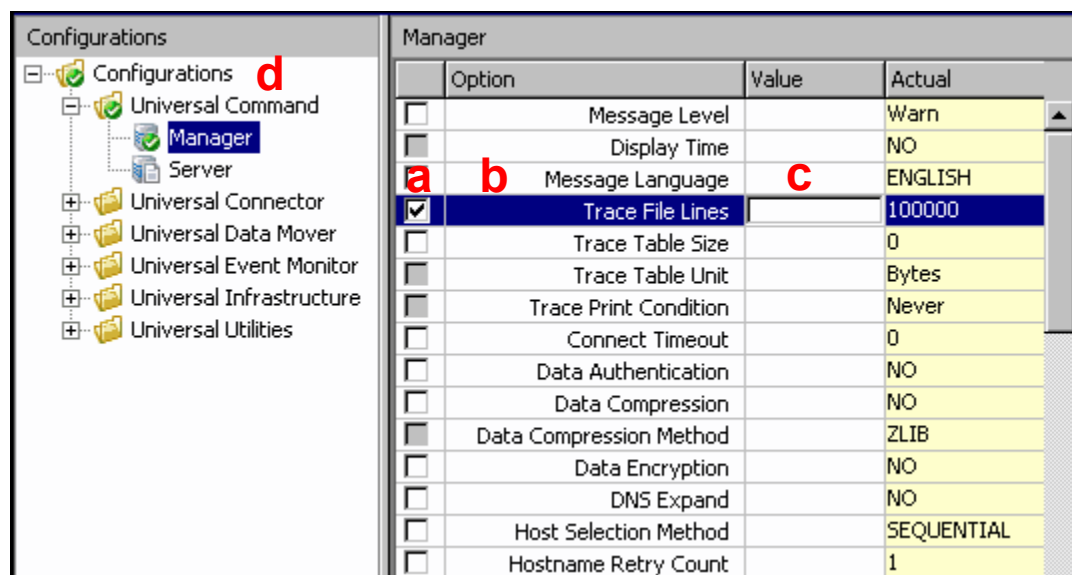 Configurations
Configurations d
Universal Command
Manager
Server
Universal Connector
Universal Data Mover
Universal Event Monitor
Universal Infrastructure
Universal Utilities
Manager
Option Value Actual
Message Level Warn
Display Time NO
a b Message Language c ENGLISH
Trace File Lines 100000
Trace Table Size 0
Trace Table Unit Bytes
Trace Print Condition Never
Connect Timeout 0
Data Authentication NO
Data Compression NO
Data Compression Method ZLIB
Data Encryption NO
DNS Expand NO
Host Selection Method SEQUENTIAL
Hostname Retry Count 1